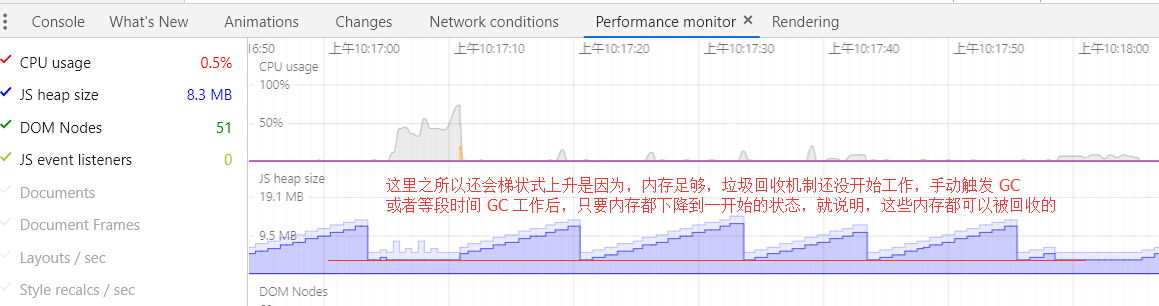 Console What's New Animations Changes Network conditions Performance monitor × Rendering
16:50 上午10:17:00 上午10:17:10 上午10:17:20 上午10:17:30 上午10:17:40 上午10:17:50 上午10:18:00
CPU usage 0.5%
JS heap size 8.3 MB
DOM Nodes 51
JS event listeners 0
Documents
Document Frames
Layouts / sec
Style recalcs / sec
CPU usage
100%
50%
JS heap size
19.1 MB
9.5 MB
DOM Nodes
这里之所以还会梯状式上升是因为，内存足够，垃圾回收机制还没开始工作，手动触发 GC
或者等段时间 GC 工作后，只要内存都下降到一开始的状态，就说明，这些内存都可以被回收的